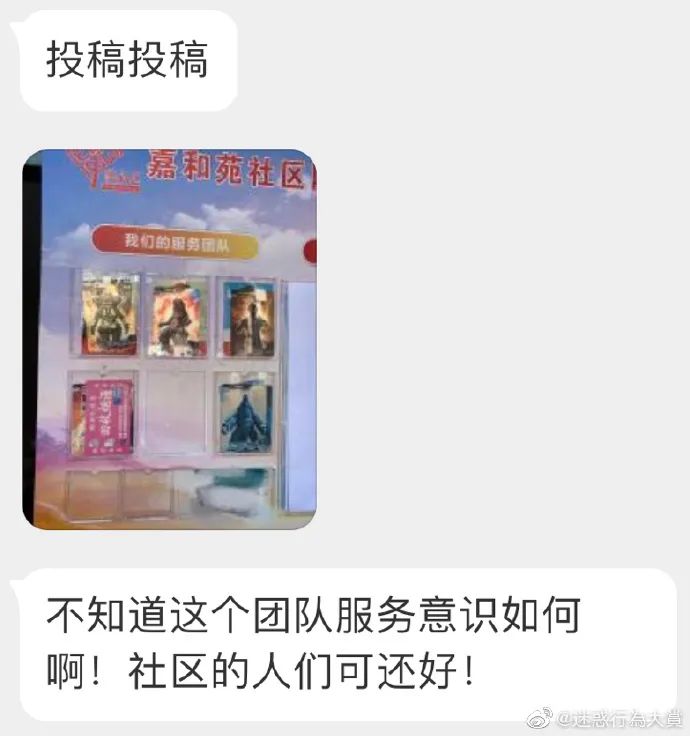 投稿投稿
嘉和苑社区
我们的服务团队
不知道这个团队服务意识如何
啊！社区的人们可还好！
@迷惑行為大賞